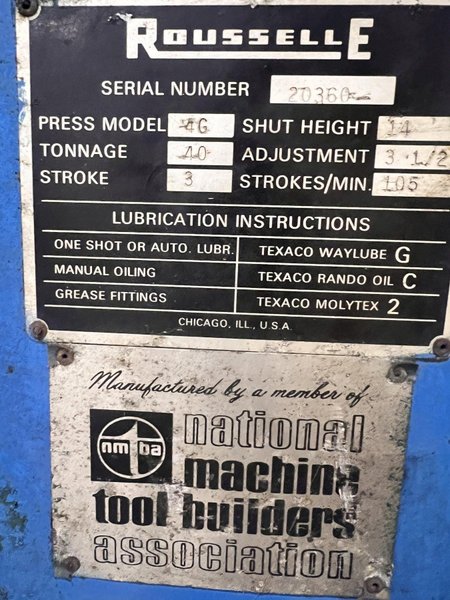 ROUSSELLE
SERIAL NUMBER 20360
PRESS MODEL 4G SHUT HEIGHT 14
TONNAGE 40 ADJUSTMENT 3 1/2
STROKE 3 STROKES/MIN. 105
LUBRICATION INSTRUCTIONS
ONE SHOT OR AUTO. LUBR. TEXACO WAYLUBE G
MANUAL OILING TEXACO RANDO OIL C
GREASE FITTINGS TEXACO MOLYTEX 2
CHICAGO, ILL., U.S.A.
Manufactured by a member of
nmtba national
machine
tool builders
association